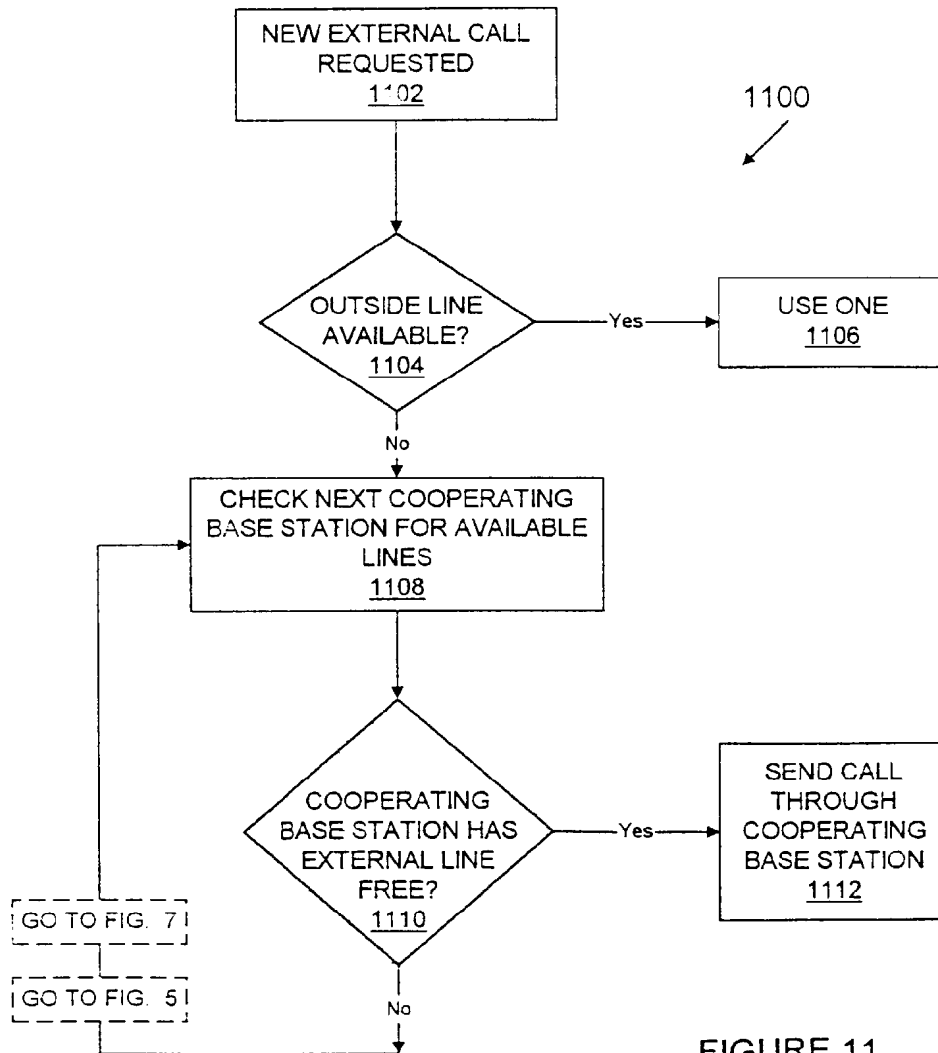 NEW EXTERNAL CALL
REQUESTED
1102
1100
OUTSIDE LINE
AVAILABLE?
1104
Yes
USE ONE
1106
No
CHECK NEXT COOPERATING
BASE STATION FOR AVAILABLE
LINES
1108
COOPERATING
BASE STATION HAS
EXTERNAL LINE
FREE?
1110
Yes
SEND CALL
THROUGH
COOPERATING
BASE STATION
1112
GO TO FIG. 7
GO TO FIG. 5
No
FIGURE 11